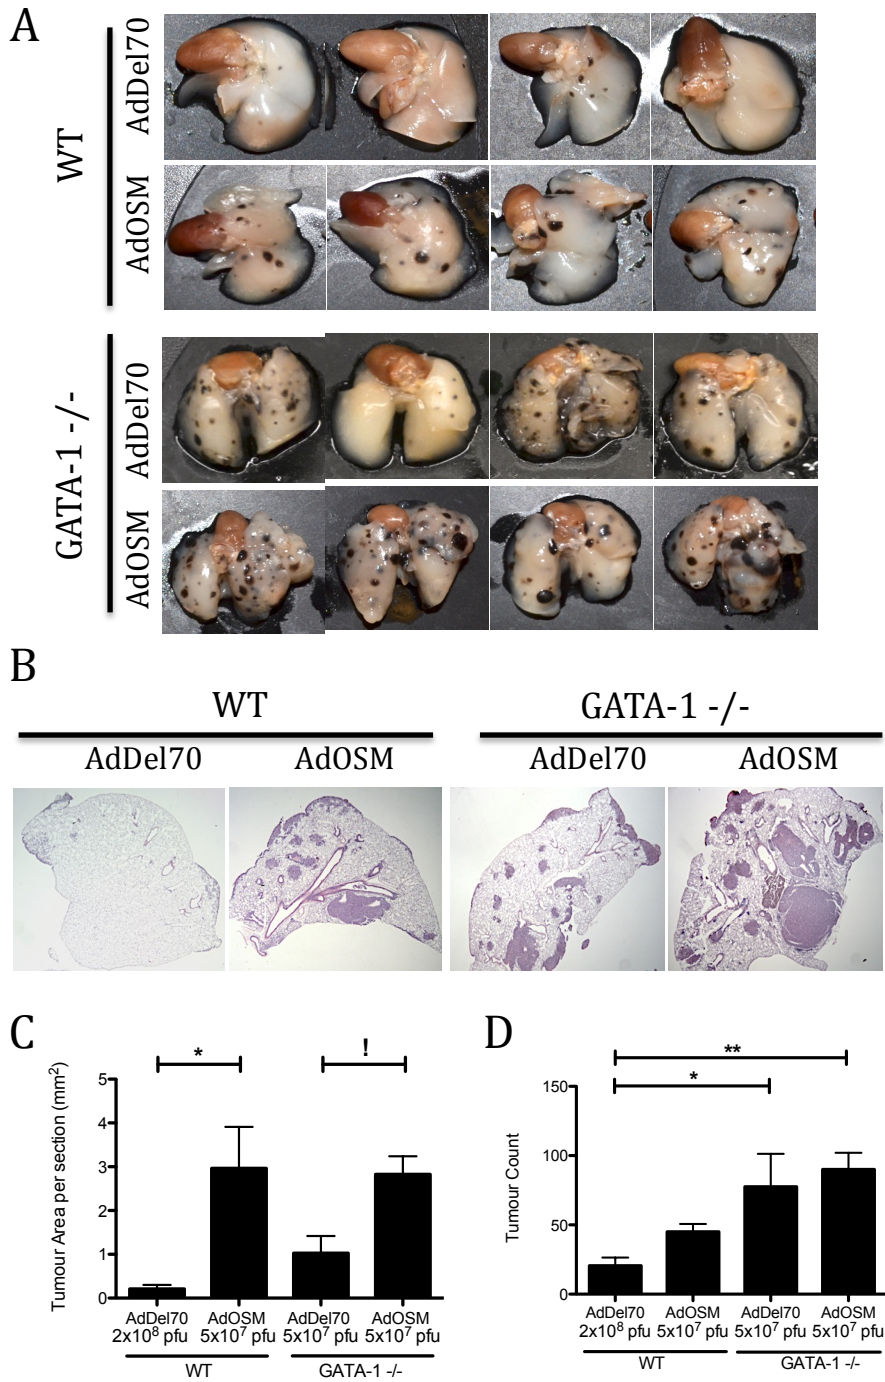 A
WT
AdDel70
AdOSM
GATA-1 -/-
AdDel70
AdOSM
B
WT
GATA-1 -/-
AdDel70
AdOSM
AdDel70
AdOSM
C
*
!
Tumour Area per section (mm²)
5
4
3
2
1
0
AdDel70
2x10⁸ pfu
AdOSM
5x10⁷ pfu
AdDel70
5x10⁷ pfu
AdOSM
5x10⁷ pfu
WT
GATA-1 -/-
D
**
*
Tumour Count
150
100
50
0
AdDel70
2x10⁸ pfu
AdOSM
5x10⁷ pfu
AdDel70
5x10⁷ pfu
AdOSM
5x10⁷ pfu
WT
GATA-1 -/-